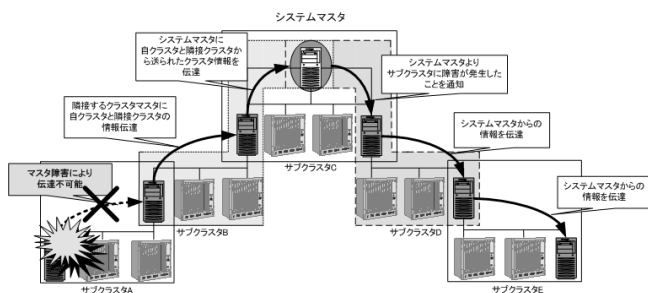 システムマスタ
システムマスタに
自クラスタと隣接クラスタか
ら送られたクラスタ情報を
伝達
システムマスタより
サブクラスタに障害が発生した
ことを通知
隣接するクラスタマスタに
自クラスタと隣接クラスタの
情報伝達
システムマスタからの
情報を伝達
マスタ障害により
伝達不可能
サブクラスタC
システムマスタからの
情報を伝達
サブクラスタB
サブクラスタD
サブクラスタA
サブクラスタE